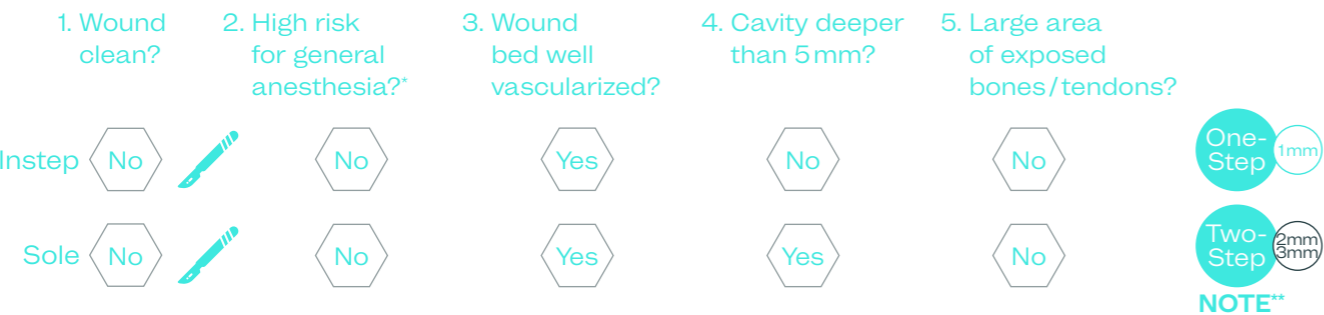 1. Wound
clean?
2. High risk
for general
anesthesia?*
3. Wound
bed well
vascularized?
4. Cavity deeper
than 5 mm?
5. Large area
of exposed
bones/tendons?
Instep No No Yes No No One-
Step 1mm
Sole No No Yes Yes No Two-
Step 2mm
3mm
NOTE**